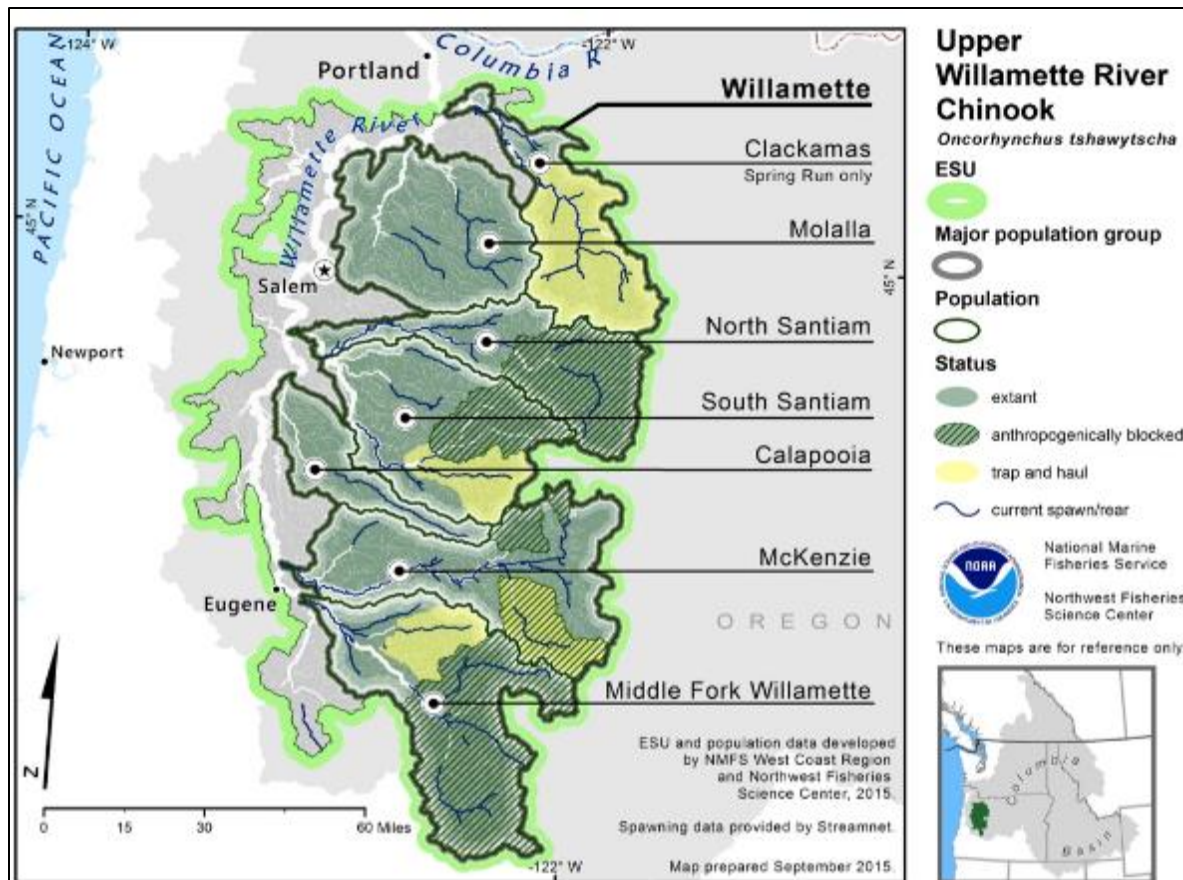 -124° W
-122° W
Columbia R
Portland
Willamette
Willamette River
Clackamas
Spring Run only
PACIFIC OCEAN
45° N
Molalla
45° N
Salem
North Santiam
Newport
South Santiam
Calapooia
McKenzie
Eugene
OREGON
Middle Fork Willamette
N
ESU and population data developed
by NMFS West Coast Region
and Northwest Fisheries
Science Center, 2015.
0 15 30 60 Miles
Spawning data provided by Streamnet.
-122° W
Map prepared September 2015.
Upper
Willamette River
Chinook
Oncorhynchus tshawytscha
ESU
Major population group
Population
Status
extant
anthropogenically blocked
trap and haul
current spawn/rear
NOAA
National Marine
Fisheries Service
Northwest Fisheries
Science Center
These maps are for reference only
Columbia
Basin